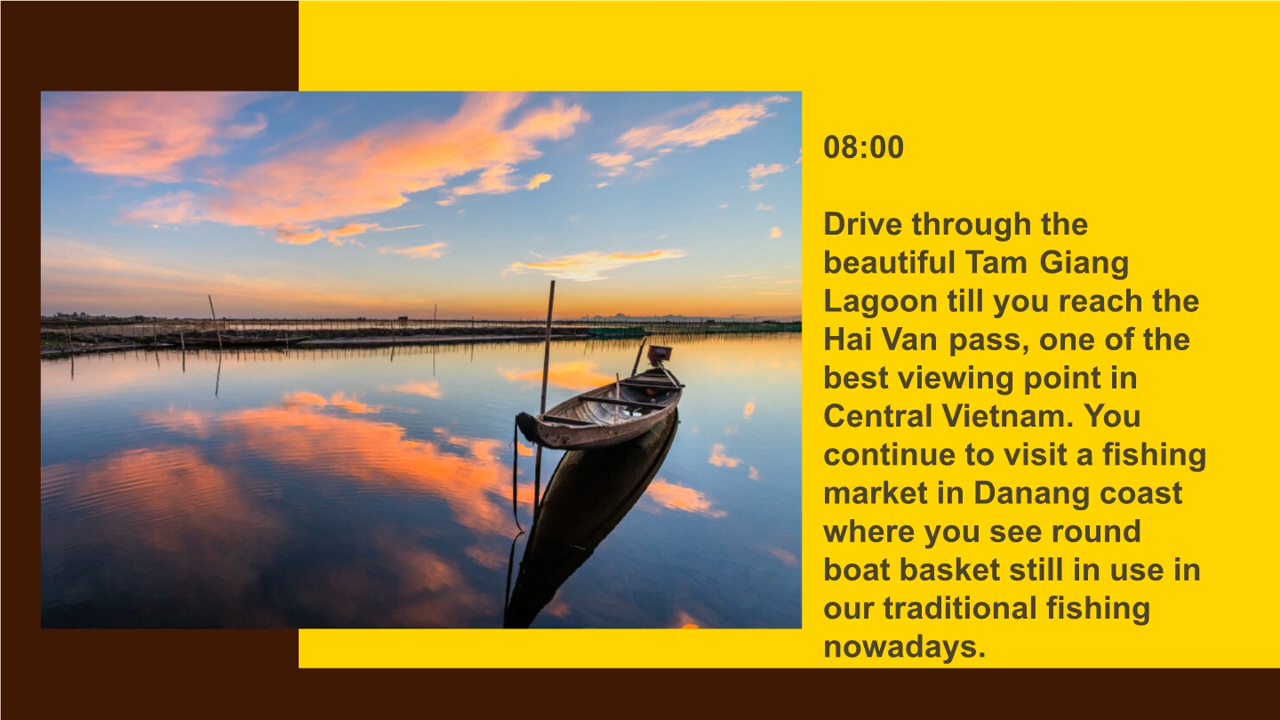 08:00
Drive through the
beautiful Tam Giang
Lagoon till you reach the
Hai Van pass, one of the
best viewing point in
Central Vietnam. You
continue to visit a fishing
market in Danang coast
where you see round
boat basket still in use in
our traditional fishing
nowadays.